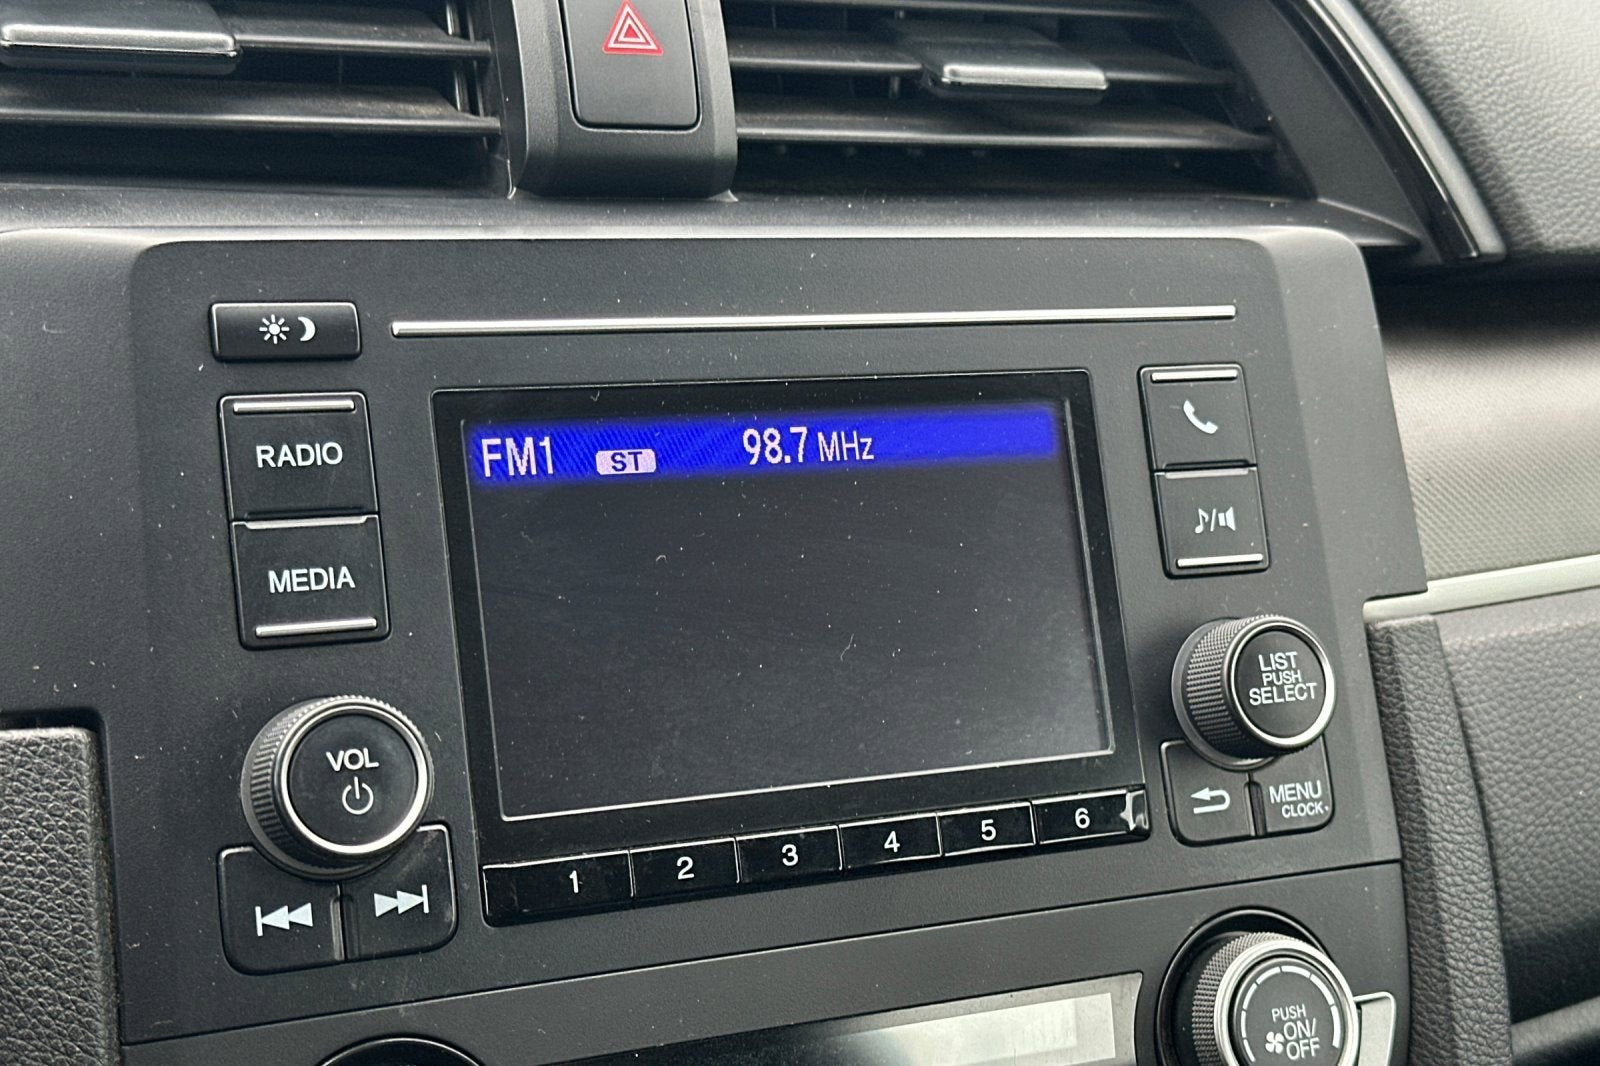 RADIO
MEDIA
FM1 ST 98.7 MHz
VOL
LIST
PUSH
SELECT
MENU
CLOCK
1 2 3 4 5 6
PUSH
ON/
OFF